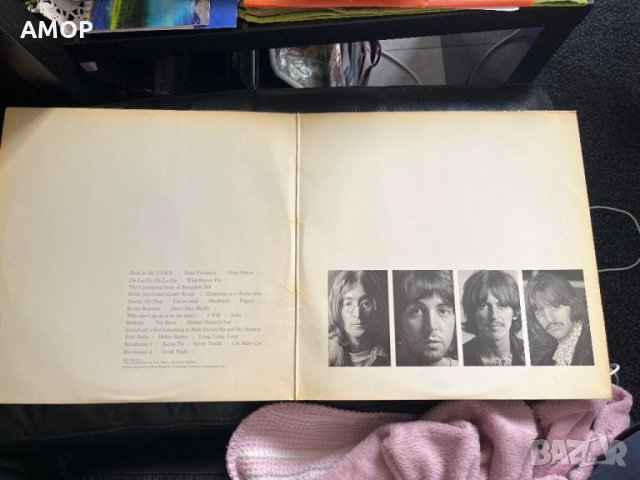 AMOP
Back in the U.S.S.R. : Dear Prudence : Glass Onion :
Ob-La-Di, Ob-La-Da : Wild Honey Pie :
The Continuing Story of Bungalow Bill :
While My Guitar Gently Weeps : Happiness is a Warm Gun
Martha My Dear : I'm so tired : Blackbird : Piggies :
Rocky Raccoon : Don't Pass Me By
Why don't we do it in the road? : I Will : Julia
Birthday : Yer Blues : Mother Nature's Son
Everybody's Got Something to Hide Except Me and My Monkey
Sexy Sadie : Helter Skelter : Long, Long, Long
Revolution 1 : Honey Pie : Savoy Truffle : Cry Baby Cry :
Revolution 9 : Good Night :
BAZAR